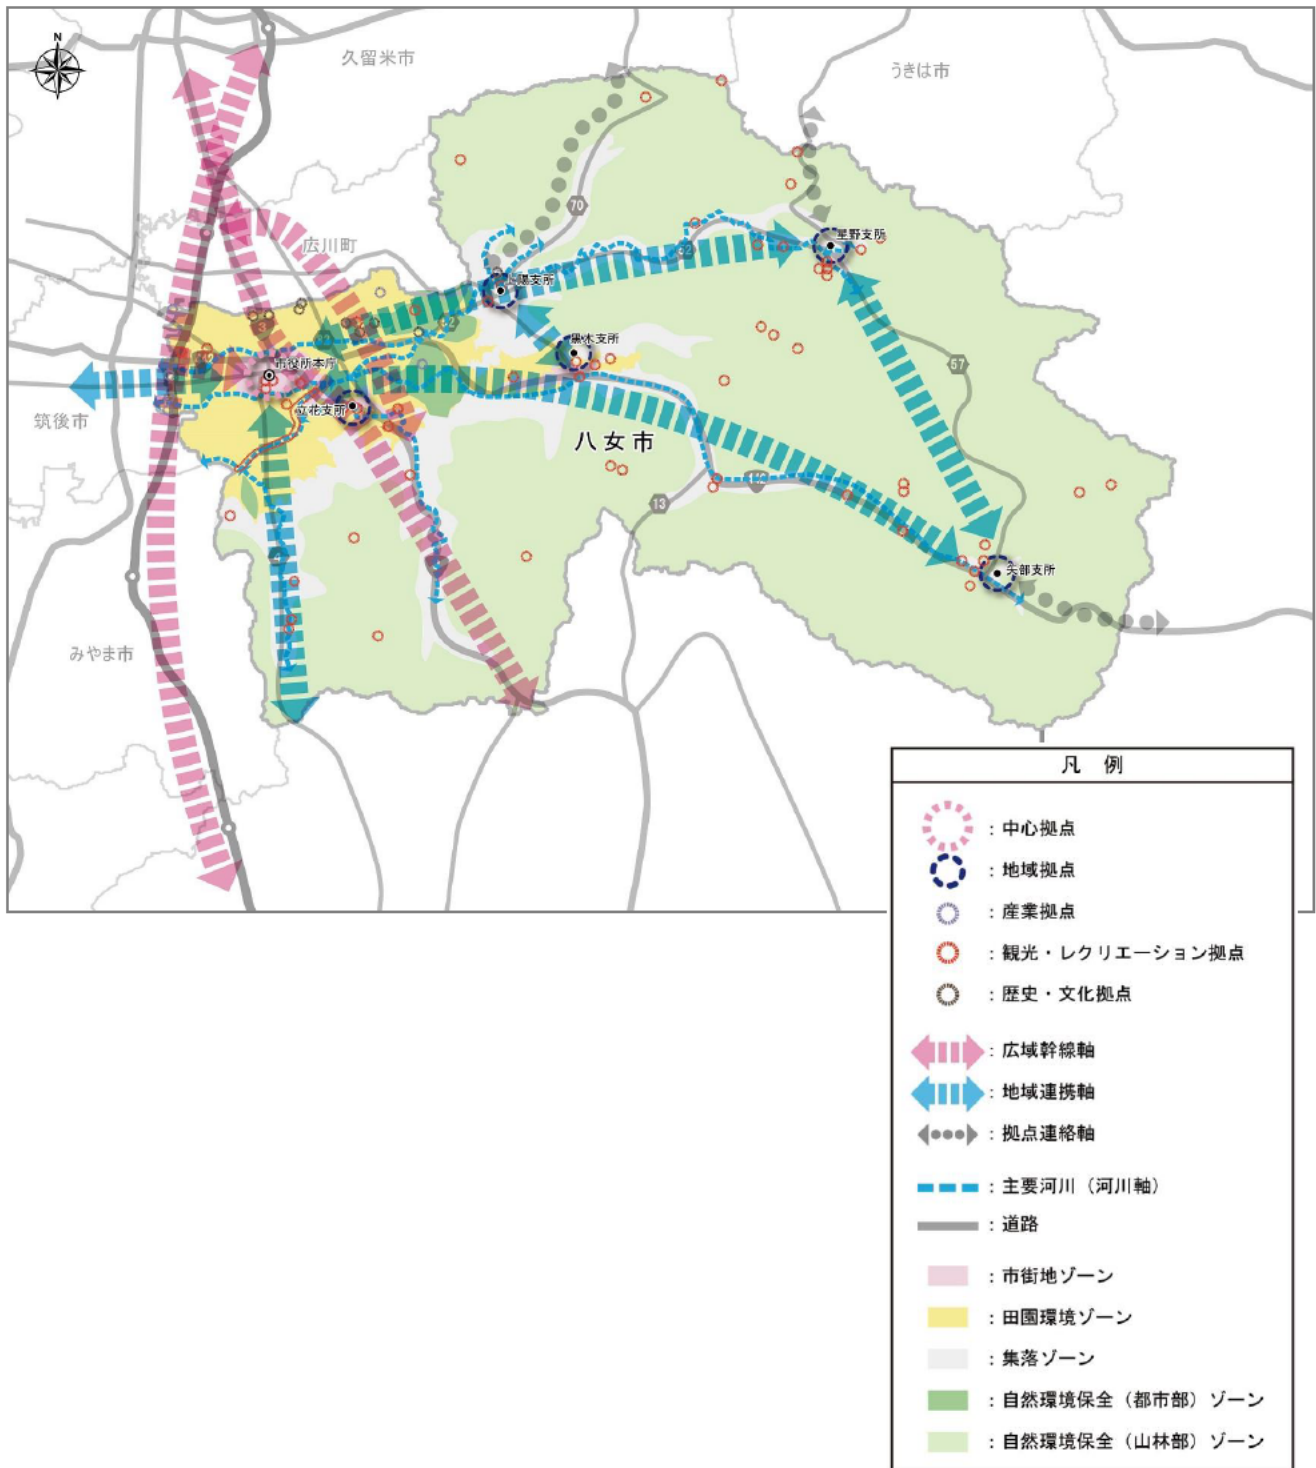 N
久留米市
うきは市
70
広川町
52
星野支所
上陽支所
3
黒木支所
52
市役所本庁
57
立花支所
筑後市
八女市
13
矢部支所
みやま市
凡 例
：中心拠点
：地域拠点
：産業拠点
：観光・レクリエーション拠点
：歴史・文化拠点
：広域幹線軸
：地域連携軸
：拠点連絡軸
：主要河川（河川軸）
：道路
：市街地ゾーン
：田園環境ゾーン
：集落ゾーン
：自然環境保全（都市部）ゾーン
：自然環境保全（山林部）ゾーン